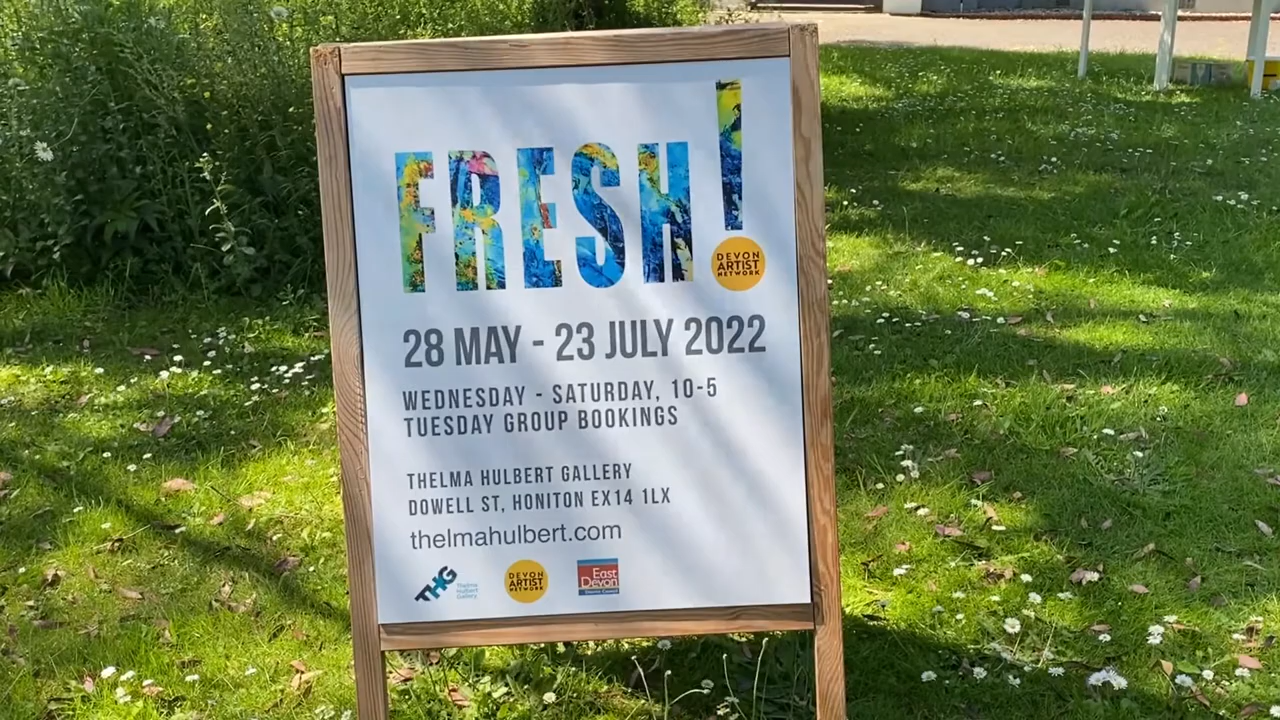 FRESH!
DEVON
ARTIST
NETWORK
28 MAY - 23 JULY 2022
WEDNESDAY - SATURDAY, 10-5
TUESDAY GROUP BOOKINGS
THELMA HULBERT GALLERY
DOWELL ST, HONITON EX14 1LX
thelmahulbert.com
THG
Thelma
Hulbert
Gallery
DEVON
ARTIST
NETWORK
East
Devon
District Council